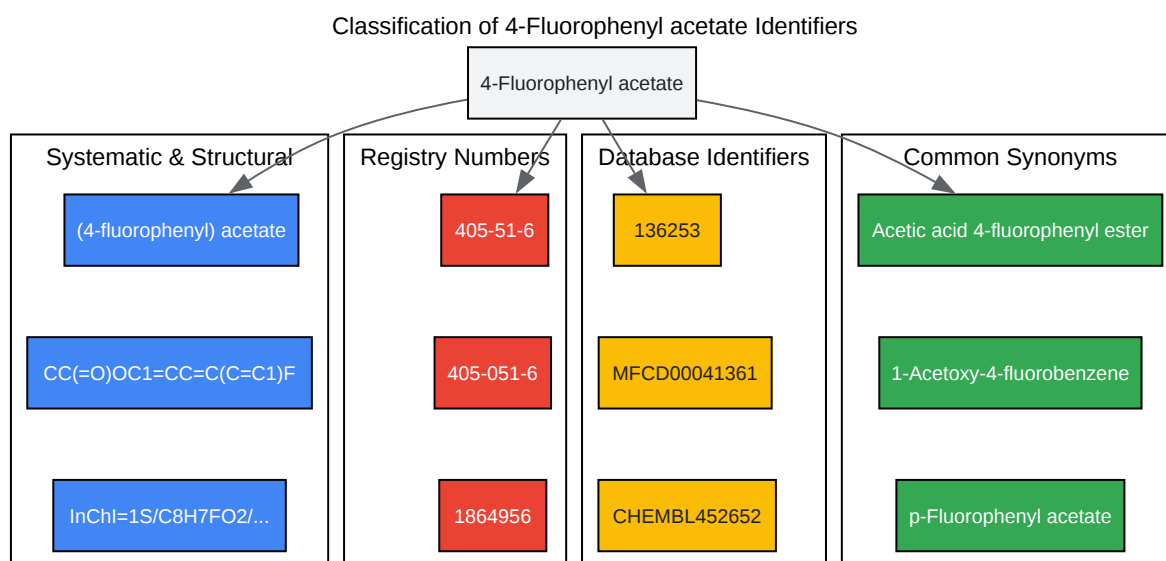 Classification of 4-Fluorophenyl acetate Identifiers
4-Fluorophenyl acetate
Systematic & Structural
(4-fluorophenyl) acetate
CC(=O)OC1=CC=C(C=C1)F
InChI=1S/C8H7FO2/...
Registry Numbers
405-51-6
405-051-6
1864956
Database Identifiers
136253
MFCD00041361
CHEMBL452652
Common Synonyms
Acetic acid 4-fluorophenyl ester
1-Acetoxy-4-fluorobenzene
p-Fluorophenyl acetate